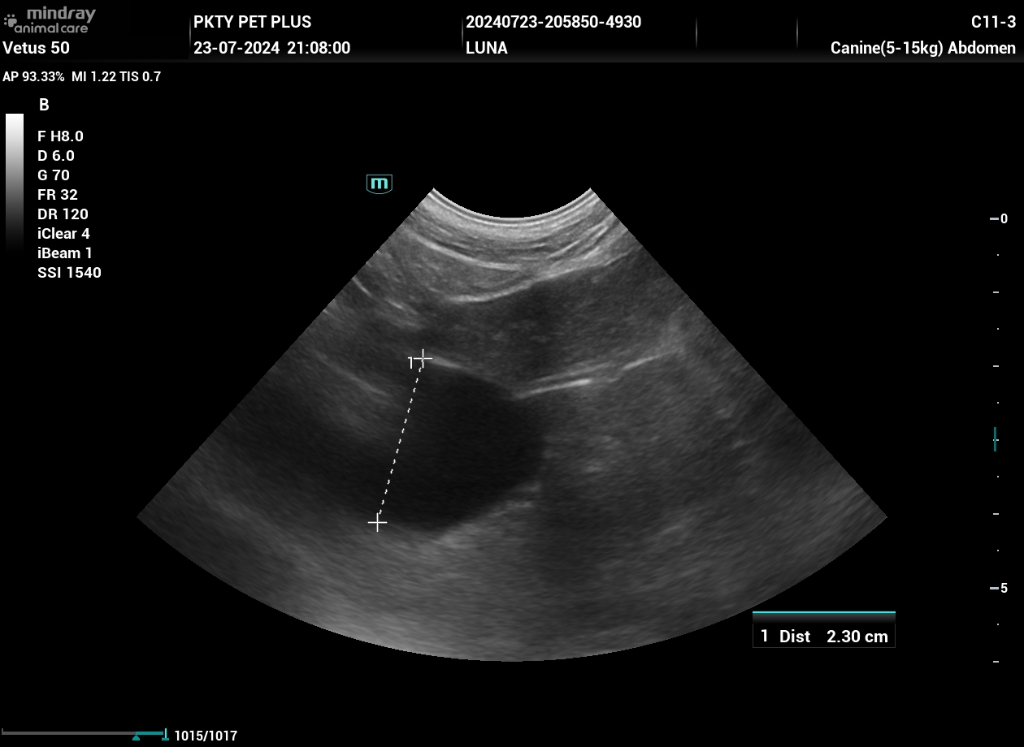 mindray
animalcare
PKTY PET PLUS
20240723-205850-4930
C11-3
Vetus 50
23-07-2024 21:08:00
LUNA
Canine(5-15kg) Abdomen
AP 93.33% MI 1.22 TIS 0.7
B
F H8.0
D 6.0
G 70
FR 32
DR 120
iClear 4
iBeam 1
SSI 1540
m
0
1
5
1 Dist 2.30 cm
1015/1017